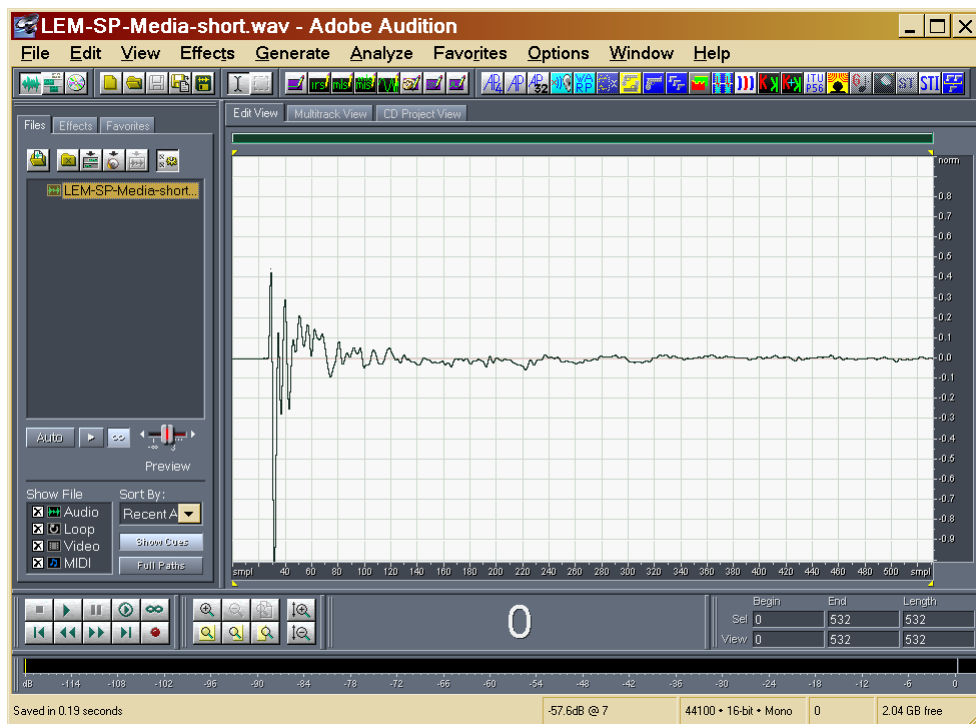 LEM-SP-Media-short.wav - Adobe Audition
File Edit View Effects Generate Analyze Favorites Options Window Help
Files Effects Favorites
Edit View Multitrack View CD Project View
LEM-SP-Media-short...
norm
0.8
0.7
0.6
0.5
0.4
0.3
0.2
0.1
0.0
-0.1
-0.2
-0.3
-0.4
-0.5
-0.6
-0.7
-0.8
-0.9
smpl 40 60 80 100 120 140 160 180 200 220 240 260 280 300 320 340 360 380 400 420 440 460 480 500 smpl
Auto
Preview
Show File Sort By:
Audio
Loop
Video
MIDI
Recent A
Show Cues
Full Paths
0
Begin End Length
Sel 0 532 532
View 0 532 532
dB -114 -108 -102 -96 -90 -84 -78 -72 -66 -60 -54 -48 -42 -36 -30 -24 -18 -12 -6 0
Saved in 0.19 seconds -57.6dB @ 7 44100 • 16-bit • Mono 0 2.04 GB free